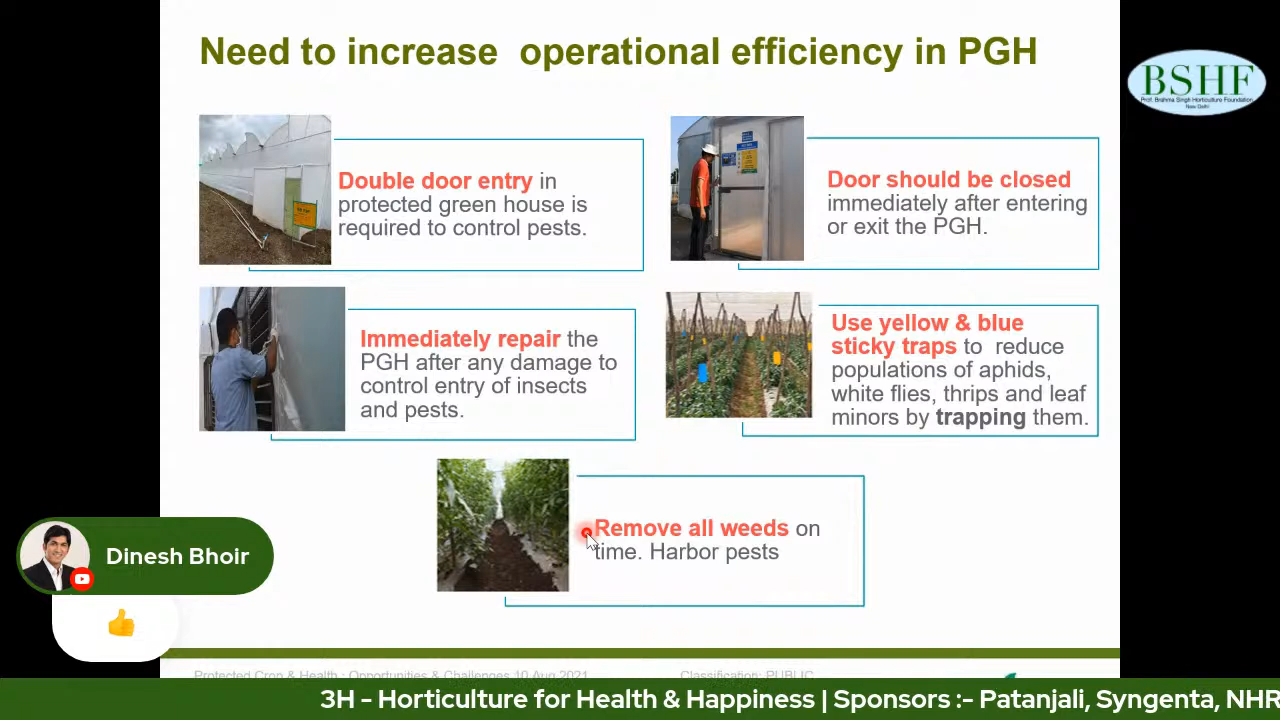 Need to increase operational efficiency in PGH
BSHF
Prof. Brahma Singh Horticulture Foundation
New Delhi
Double door entry in
protected green house is
required to control pests.
Door should be closed
immediately after entering
or exit the PGH.
Immediately repair the
PGH after any damage to
control entry of insects
and pests.
Use yellow & blue
sticky traps to reduce
populations of aphids,
white flies, thrips and leaf
minors by trapping them.
Remove all weeds on
time. Harbor pests
Dinesh Bhoir
Protected Crop & Health : Opportunities & Challenges 10 Aug 2021
Classification: PUBLIC
3H - Horticulture for Health & Happiness | Sponsors :- Patanjali, Syngenta, NHR